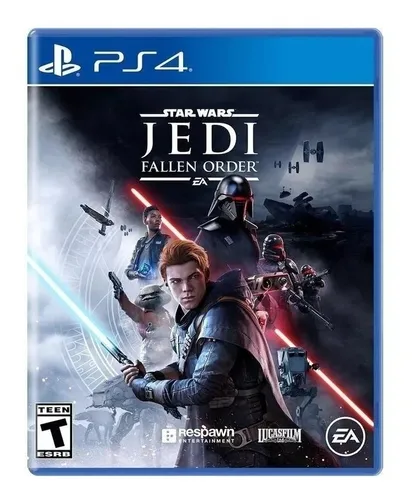 PS4
STAR WARS
JEDI
FALLEN ORDER
EA
TEEN
T
ESRB
Respawn
ENTERTAINMENT
LUCASFILM
EA